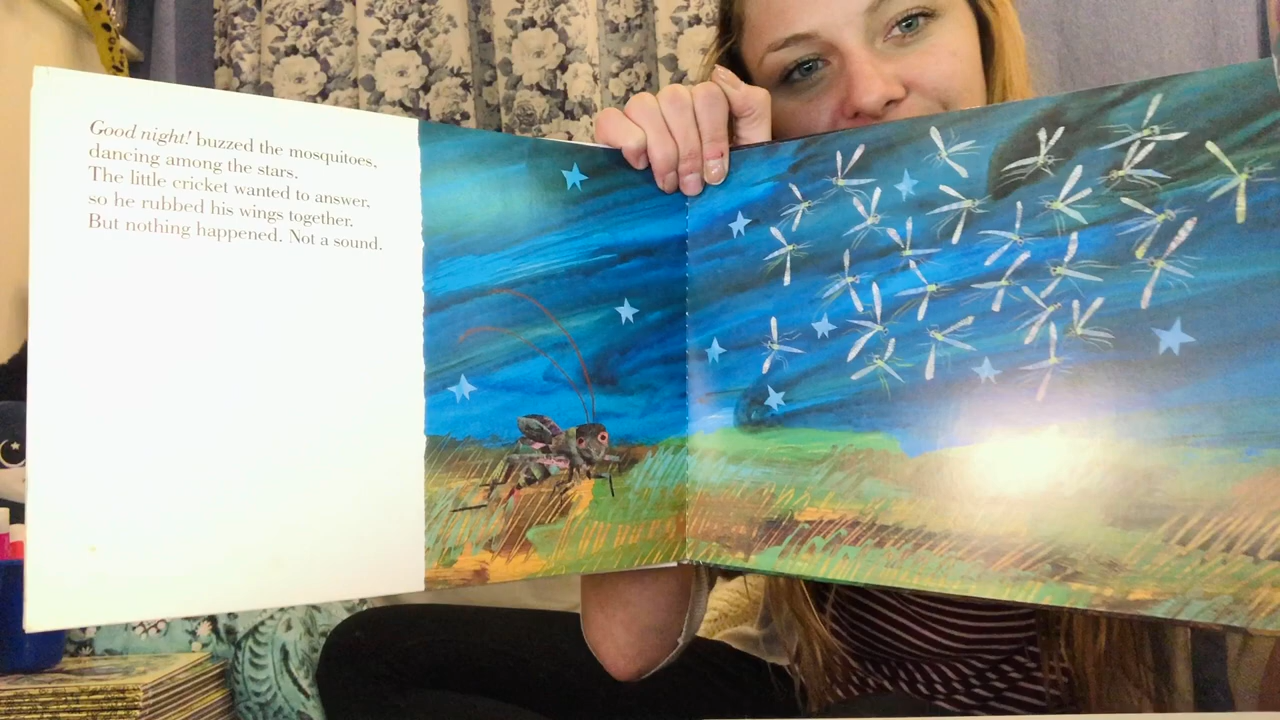 Good night! buzzed the mosquitoes,
dancing among the stars.
The little cricket wanted to answer,
so he rubbed his wings together.
But nothing happened. Not a sound.